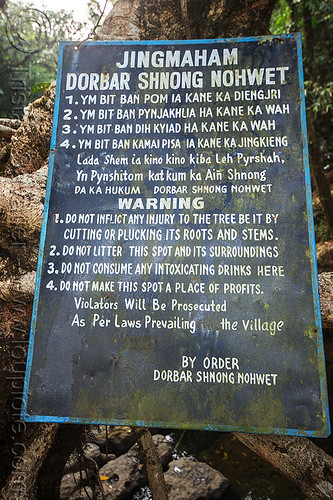 JINGMAHAM
DORBAR SHNONG NOHWET
1. YM BIT BAN POM IA KANE KA DIENGJRI
2. YM BIT BAN PYNJAKHLIA HA KANE KA WAH
3. YM BIT BAN DIH KYIAD HA KANE KA WAH
4. YM BIT BAN KAMAI PISA IA KANE KA JINGKIENG
Lada Shem ia kino kino kiba Leh Pyrshah,
Yn Pynshitom kat kum ka Aiñ Shnong
DA KA HUKUM DORBAR SHNONG NOHWET
WARNING
1. DO NOT INFLICT ANY INJURY TO THE TREE BE IT BY
CUTTING OR PLUCKING ITS ROOTS AND STEMS.
2. DO NOT LITTER THIS SPOT AND ITS SURROUNDINGS
3. DO NOT CONSUME ANY INTOXICATING DRINKS HERE
4. DO NOT MAKE THIS SPOT A PLACE OF PROFITS.
Violators Will Be Prosecuted
As Per Laws Prevailing the Village
BY ORDER
DORBAR SHNONG NOHWET